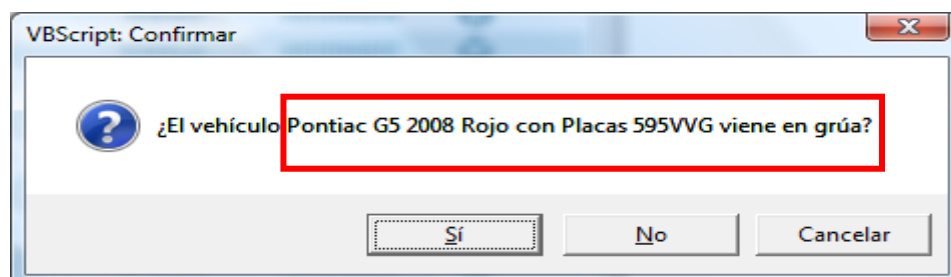 VBScript: Confirmar
¿El vehículo Pontiac G5 2008 Rojo con Placas 595VVG viene en grúa?
Sí No Cancelar